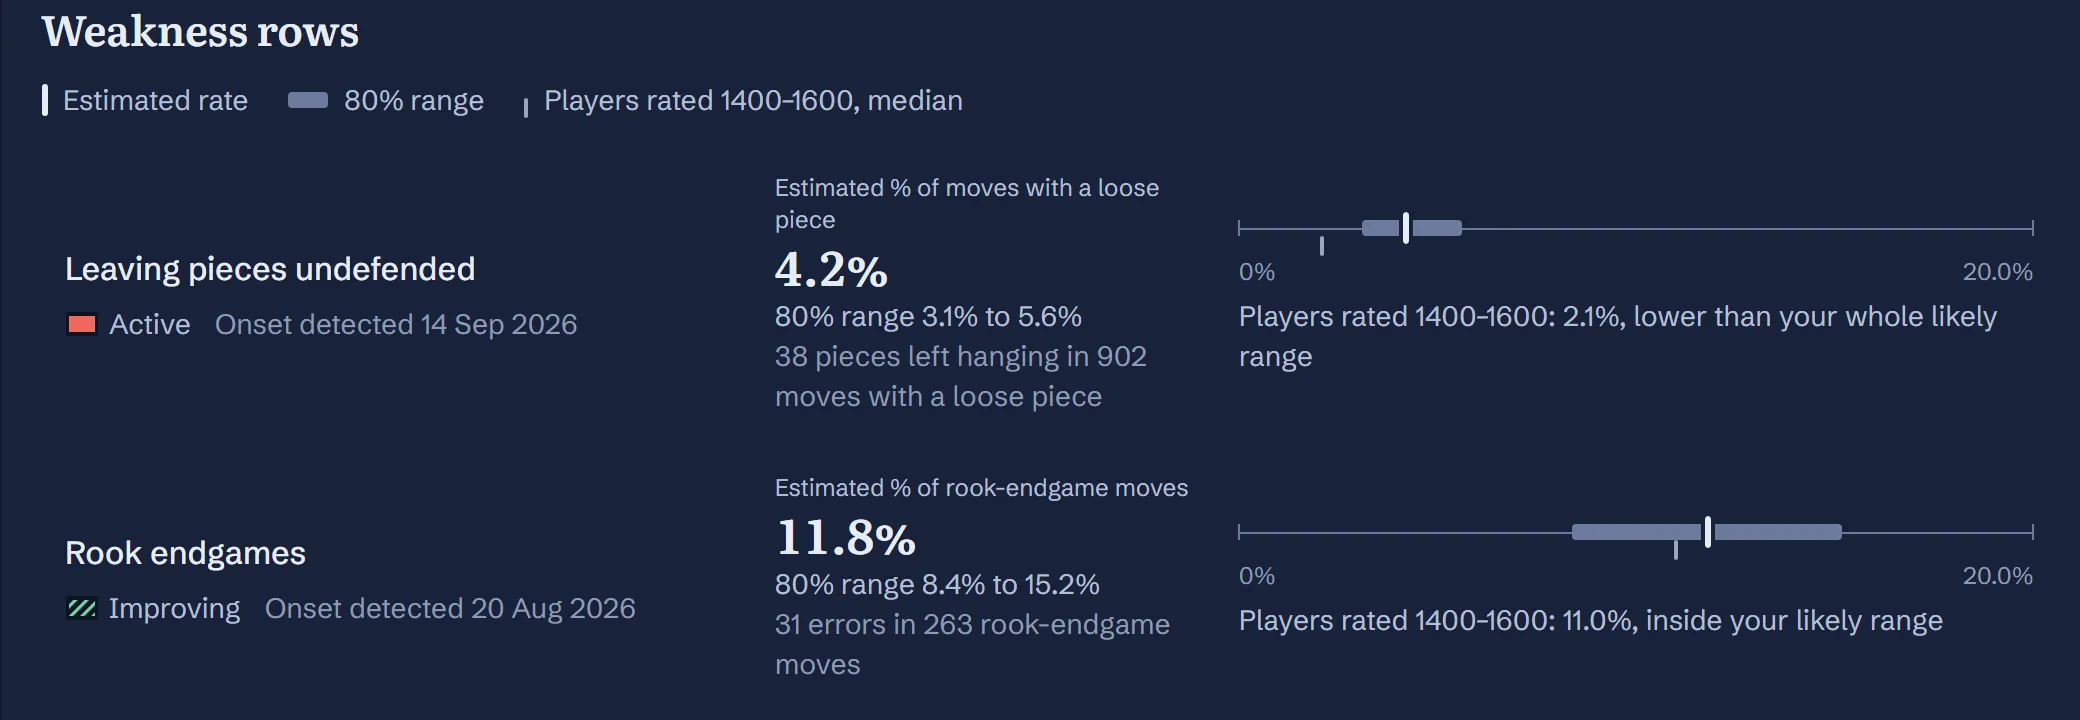 Weakness rows
Estimated rate
80% range
Players rated 1400–1600, median
Leaving pieces undefended
Active
Onset detected 14 Sep 2026
Estimated % of moves with a loose
piece
4.2%
80% range 3.1% to 5.6%
38 pieces left hanging in 902
moves with a loose piece
0%
20.0%
Players rated 1400–1600: 2.1%, lower than your whole likely
range
Rook endgames
Improving
Onset detected 20 Aug 2026
Estimated % of rook-endgame moves
11.8%
80% range 8.4% to 15.2%
31 errors in 263 rook-endgame
moves
0%
20.0%
Players rated 1400–1600: 11.0%, inside your likely range